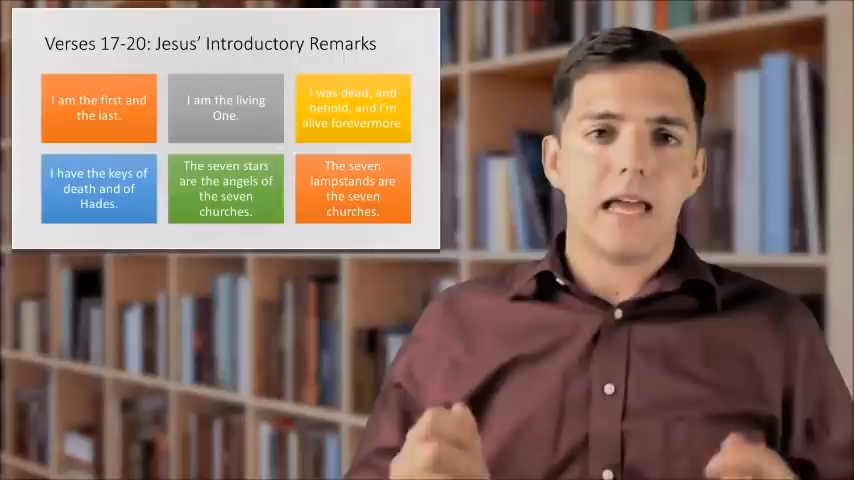 Verses 17-20: Jesus' Introductory Remarks
I am the first and
the last.
I am the living
One.
I was dead, and
behold, and I'm
alive forevermore
I have the keys of
death and of
Hades.
The seven stars
are the angels of
the seven
churches.
The seven
lampstands are
the seven
churches.